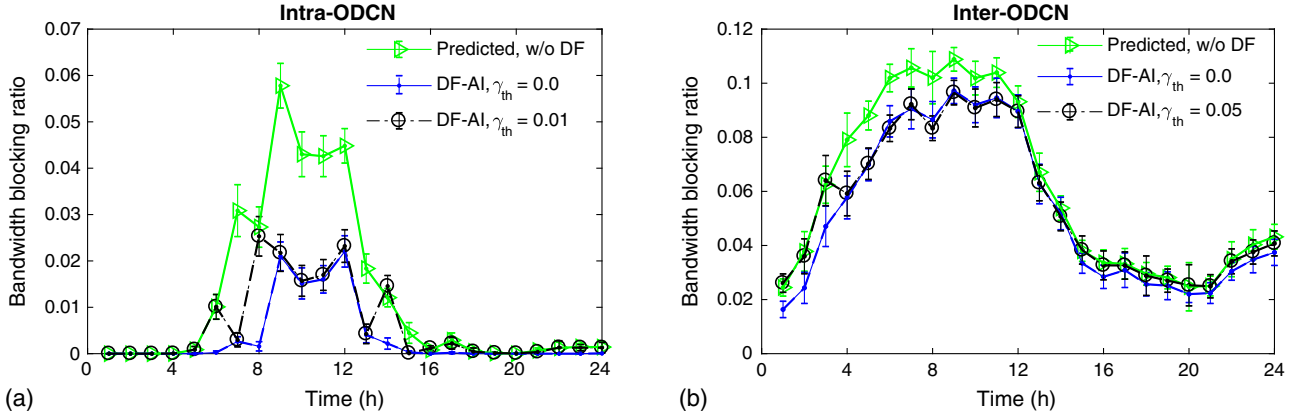 Intra-ODCN
0.07
0.06
0.05
0.04
0.03
0.02
0.01
0
Bandwidth blocking ratio
Predicted, w/o DF
DF-AI, γth = 0.0
DF-AI, γth = 0.01
0 4 8 12 16 20 24
Time (h)
(a)
Inter-ODCN
0.12
0.1
0.08
0.06
0.04
0.02
0
Bandwidth blocking ratio
Predicted, w/o DF
DF-AI, γth = 0.0
DF-AI, γth = 0.05
0 4 8 12 16 20 24
Time (h)
(b)